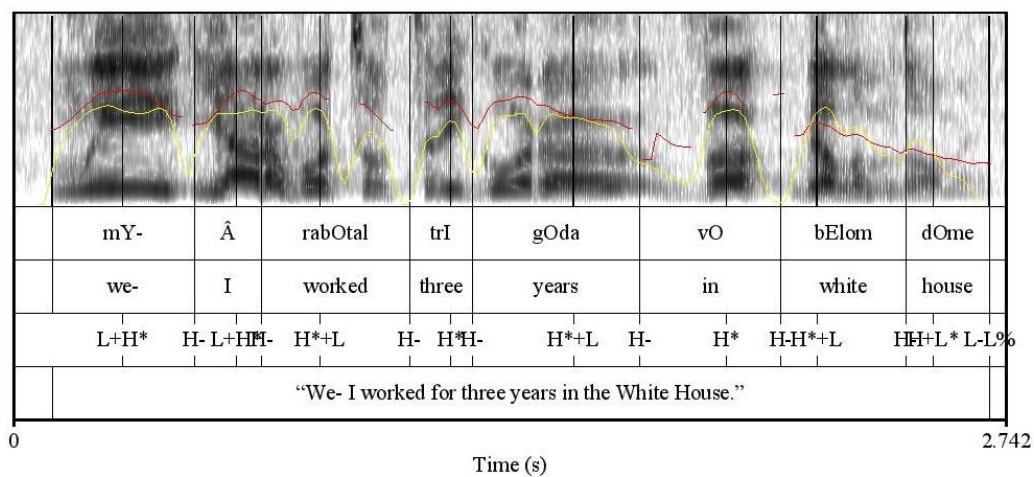 mY- Â rabOtal trI gOda vO bElom dOme
we- I worked three years in white house
L+H* H- L+H* H- H*+L H- H* H- H*+L H- H* H- H*+L H- H+L* L-L%
“We- I worked for three years in the White House.”
0 2.742
Time (s)